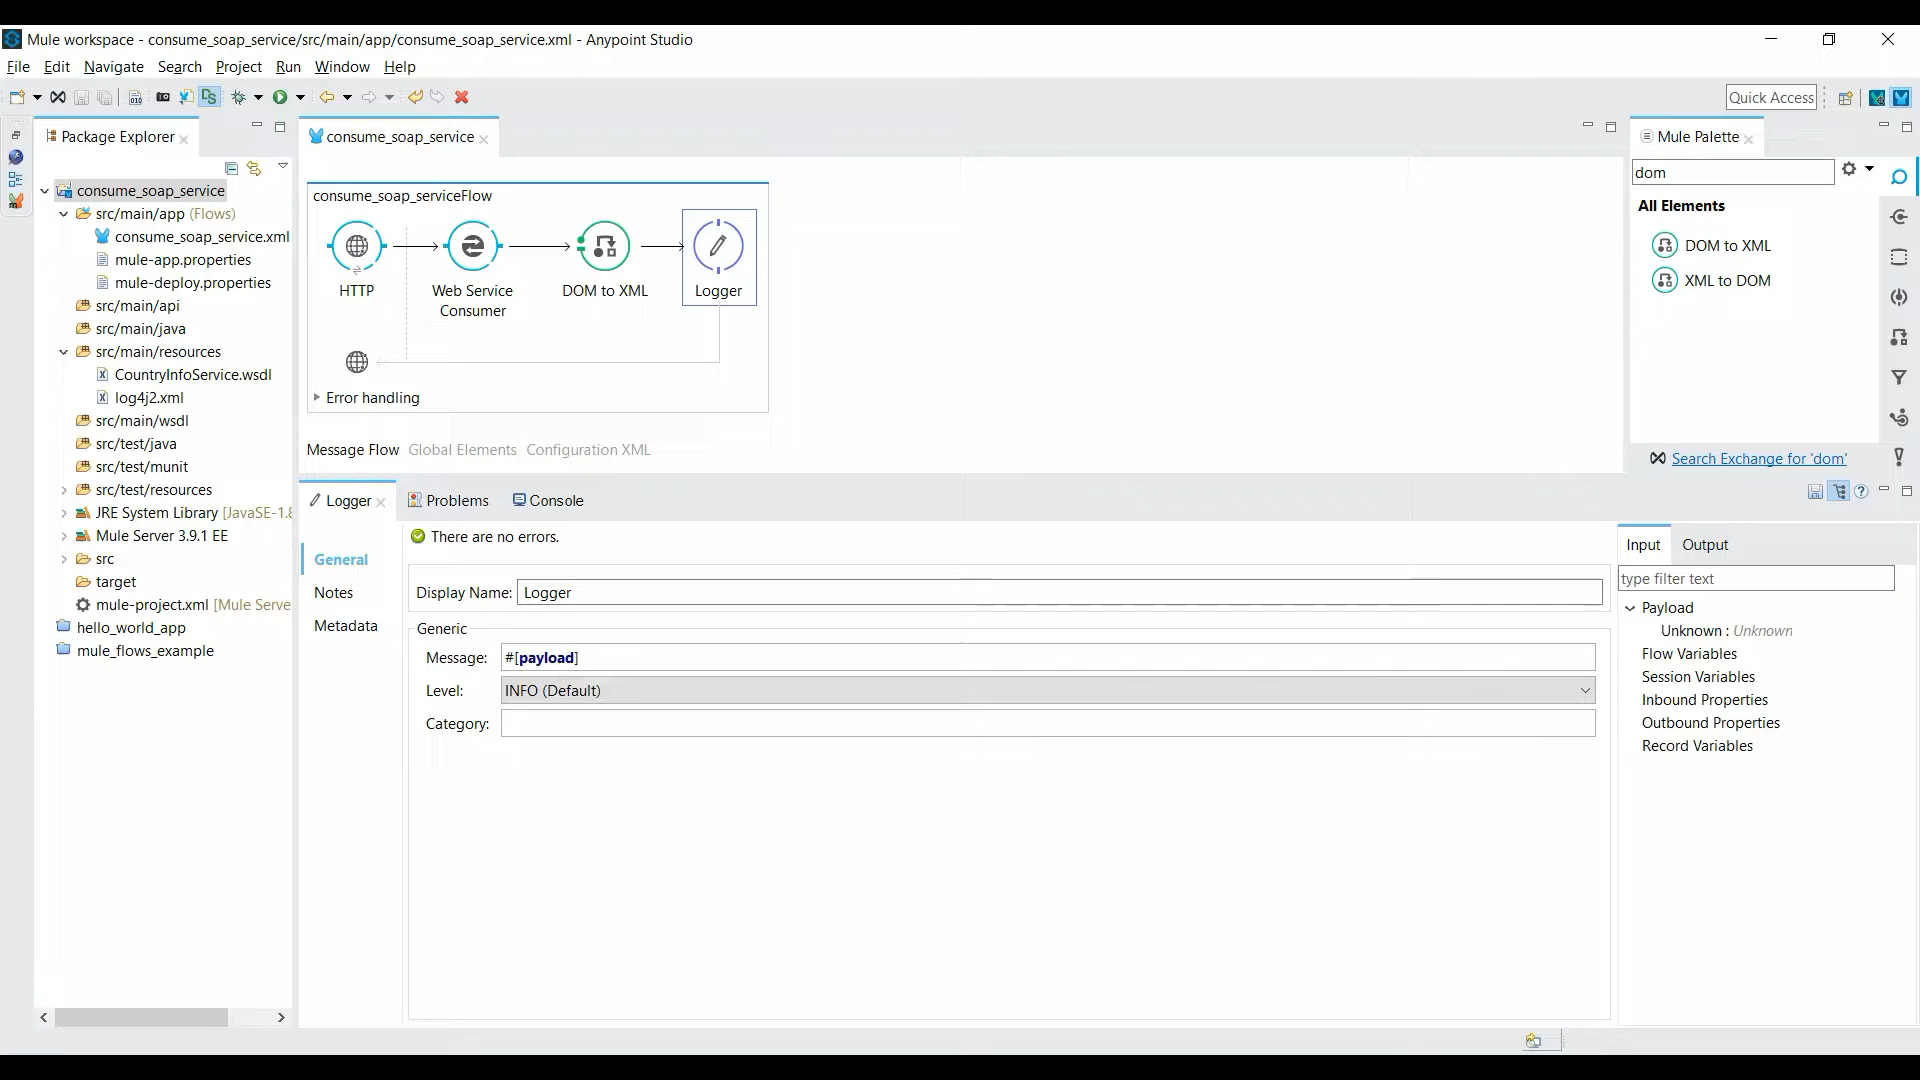 Mule workspace - consume_soap_service/src/main/app/consume_soap_service.xml - Anypoint Studio
File Edit Navigate Search Project Run Window Help
Quick Access
Package Explorer
consume_soap_service
src/main/app (Flows)
consume_soap_service.xml
mule-app.properties
mule-deploy.properties
src/main/api
src/main/java
src/main/resources
CountryInfoService.wsdl
log4j2.xml
src/main/wsdl
src/test/java
src/test/munit
src/test/resources
JRE System Library [JavaSE-1.8
Mule Server 3.9.1 EE
src
target
mule-project.xml [Mule Serve
hello_world_app
mule_flows_example
consume_soap_service
consume_soap_serviceFlow
HTTP
Web Service
Consumer
DOM to XML
Logger
Error handling
Message Flow Global Elements Configuration XML
Mule Palette
dom
All Elements
DOM to XML
XML to DOM
Search Exchange for 'dom'
Logger Problems Console
There are no errors.
General
Notes
Metadata
Display Name: Logger
Generic
Message: #[payload]
Level: INFO (Default)
Category:
Input Output
type filter text
Payload
Unknown : Unknown
Flow Variables
Session Variables
Inbound Properties
Outbound Properties
Record Variables